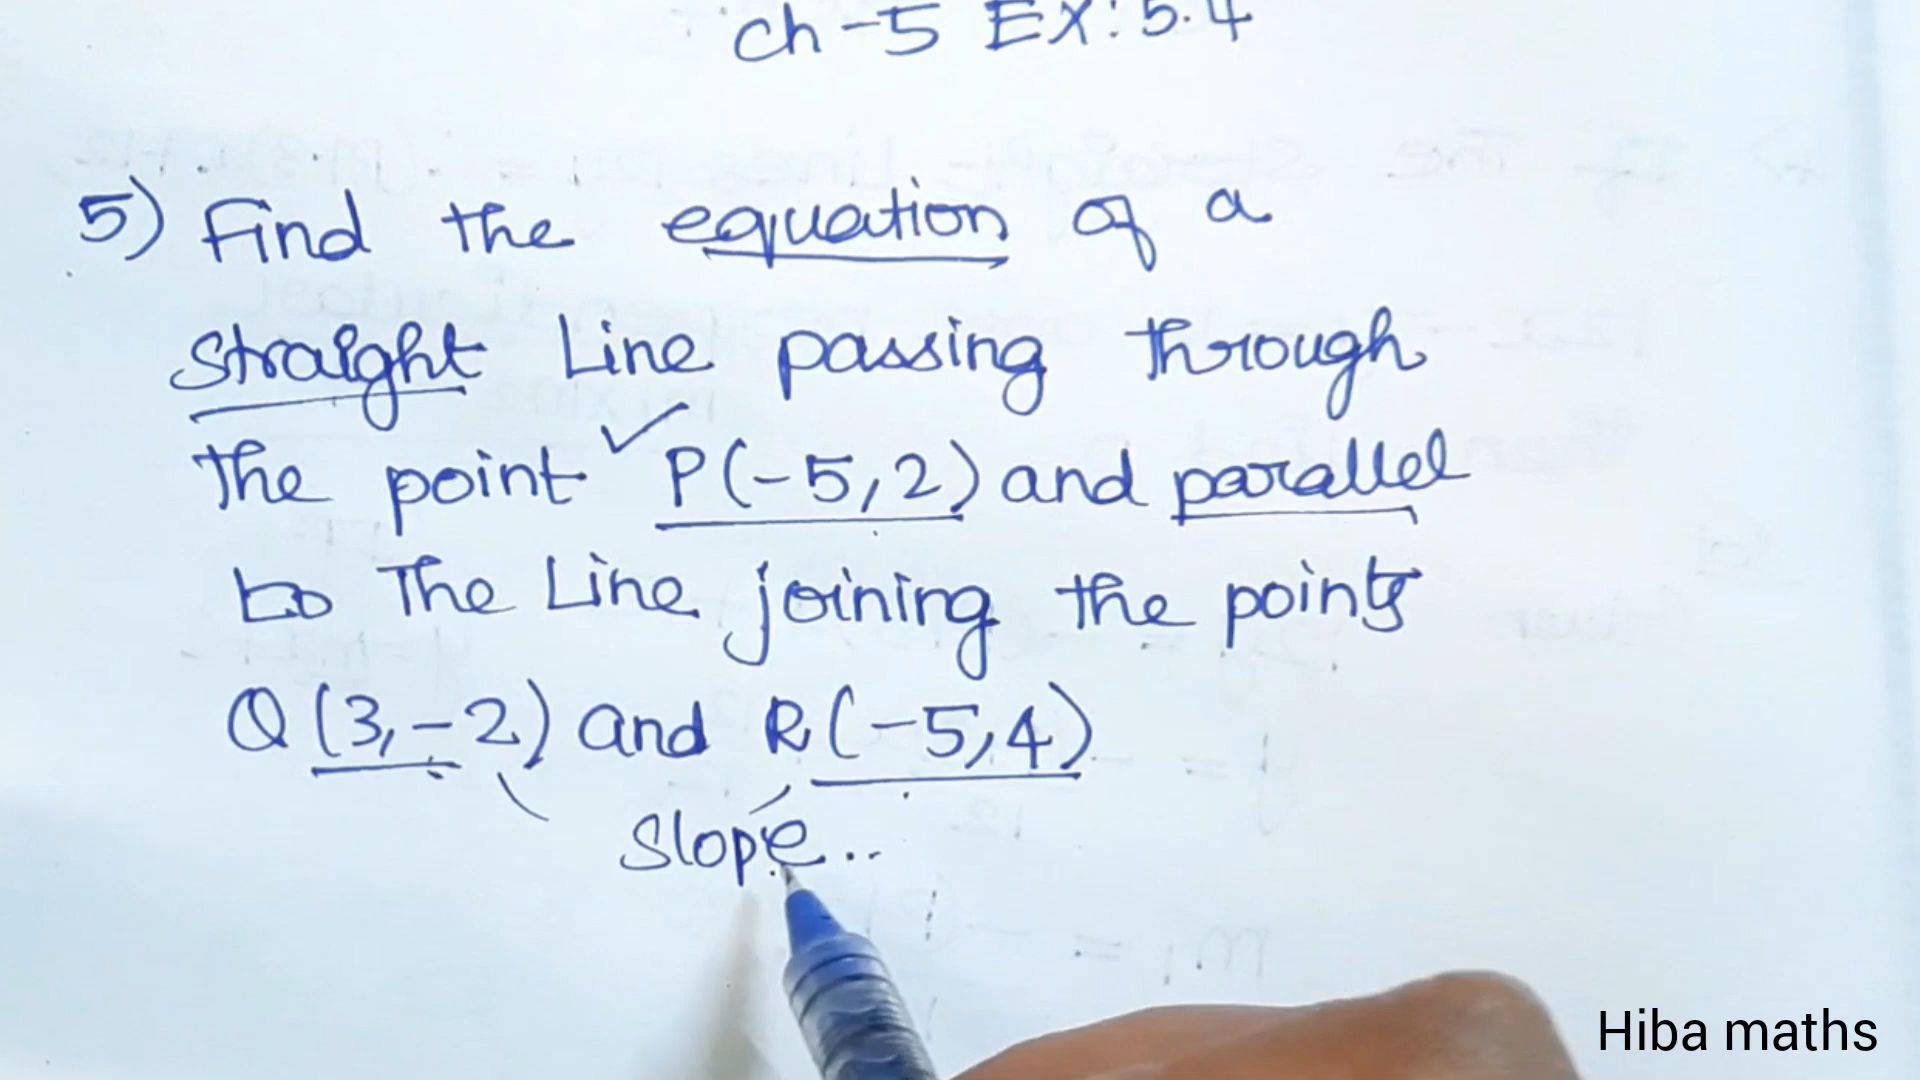 ch-5 Ex: 5.4
5) Find the equation of a
straight Line passing through
the point P(-5,2) and parallel
to The Line joining the points
Q(3,-2) and R(-5,4)
Slope..
Hiba maths